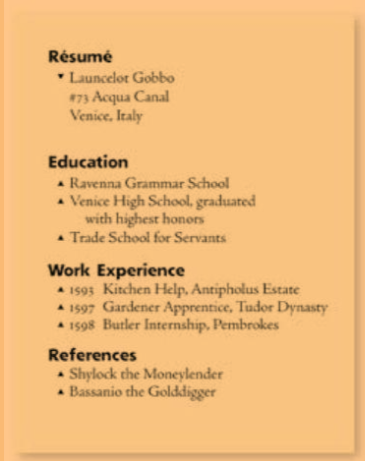 Résumé
▼ Launcelot Gobbo
#73 Acqua Canal
Venice, Italy
Education
▲ Ravenna Grammar School
▲ Venice High School, graduated
with highest honors
▲ Trade School for Servants
Work Experience
▲ 1593 Kitchen Help, Antipholus Estate
▲ 1597 Gardener Apprentice, Tudor Dynasty
▲ 1598 Butler Internship, Pembrokes
References
▲ Shylock the Moneylender
▲ Bassanio the Golddigger